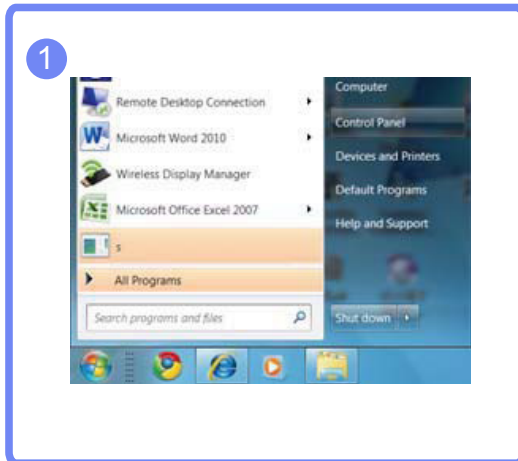 1
Remote Desktop Connection
Microsoft Word 2010
Wireless Display Manager
Microsoft Office Excel 2007
s
All Programs
Search programs and files
Computer
Control Panel
Devices and Printers
Default Programs
Help and Support
Shut down